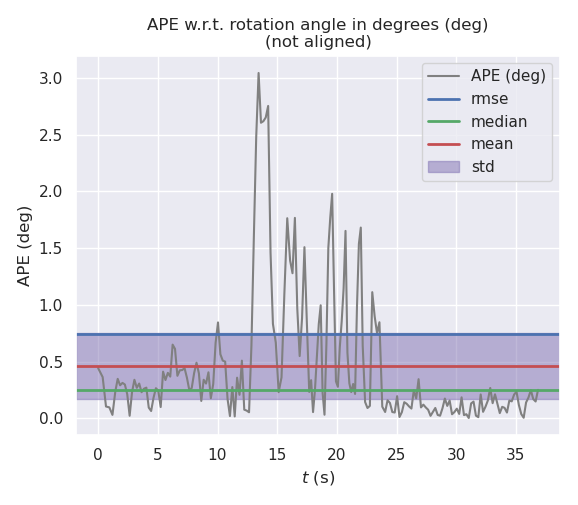 APE w.r.t. rotation angle in degrees (deg)
(not aligned)
APE (deg)
rmse
median
mean
std
APE (deg)
3.0
2.5
2.0
1.5
1.0
0.5
0.0
0 5 10 15 20 25 30 35
t (s)